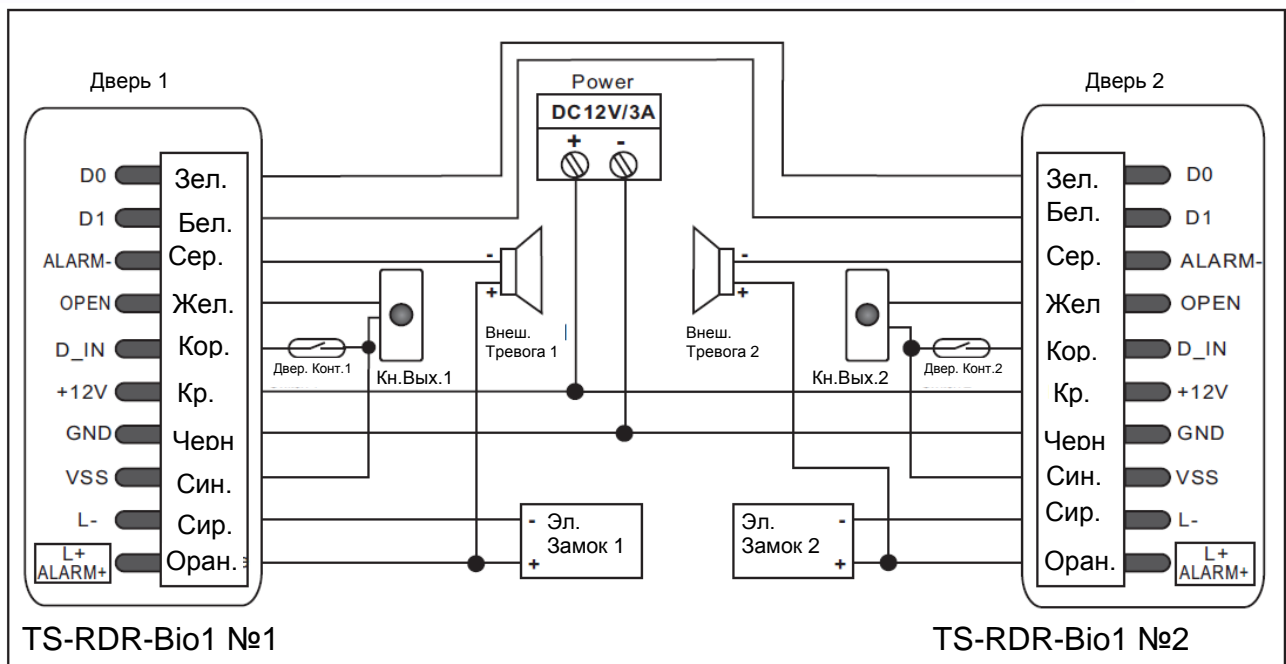 Дверь 1
Power
Дверь 2
DC12V/3A
+ -
D0 Зел.
D1 Бел.
ALARM- Сер.
OPEN Жел.
D_IN Кор.
+12V Кр.
GND Черн
VSS Син.
L- Сир.
L+
ALARM+ Оран.
-
+
Внеш.
Тревога 1
-
+
Внеш.
Тревога 2
Двер. Конт.1
Кн.Вых.1
Кн.Вых.2
Двер. Конт.2
- Эл.
Замок 1
+
Эл. -
Замок 2
+
Зел. D0
Бел. D1
Сер. ALARM-
Жел OPEN
Кор. D_IN
Кр. +12V
Черн GND
Син. VSS
Сир. L-
Оран. L+
ALARM+
TS-RDR-Bio1 №1
TS-RDR-Bio1 №2